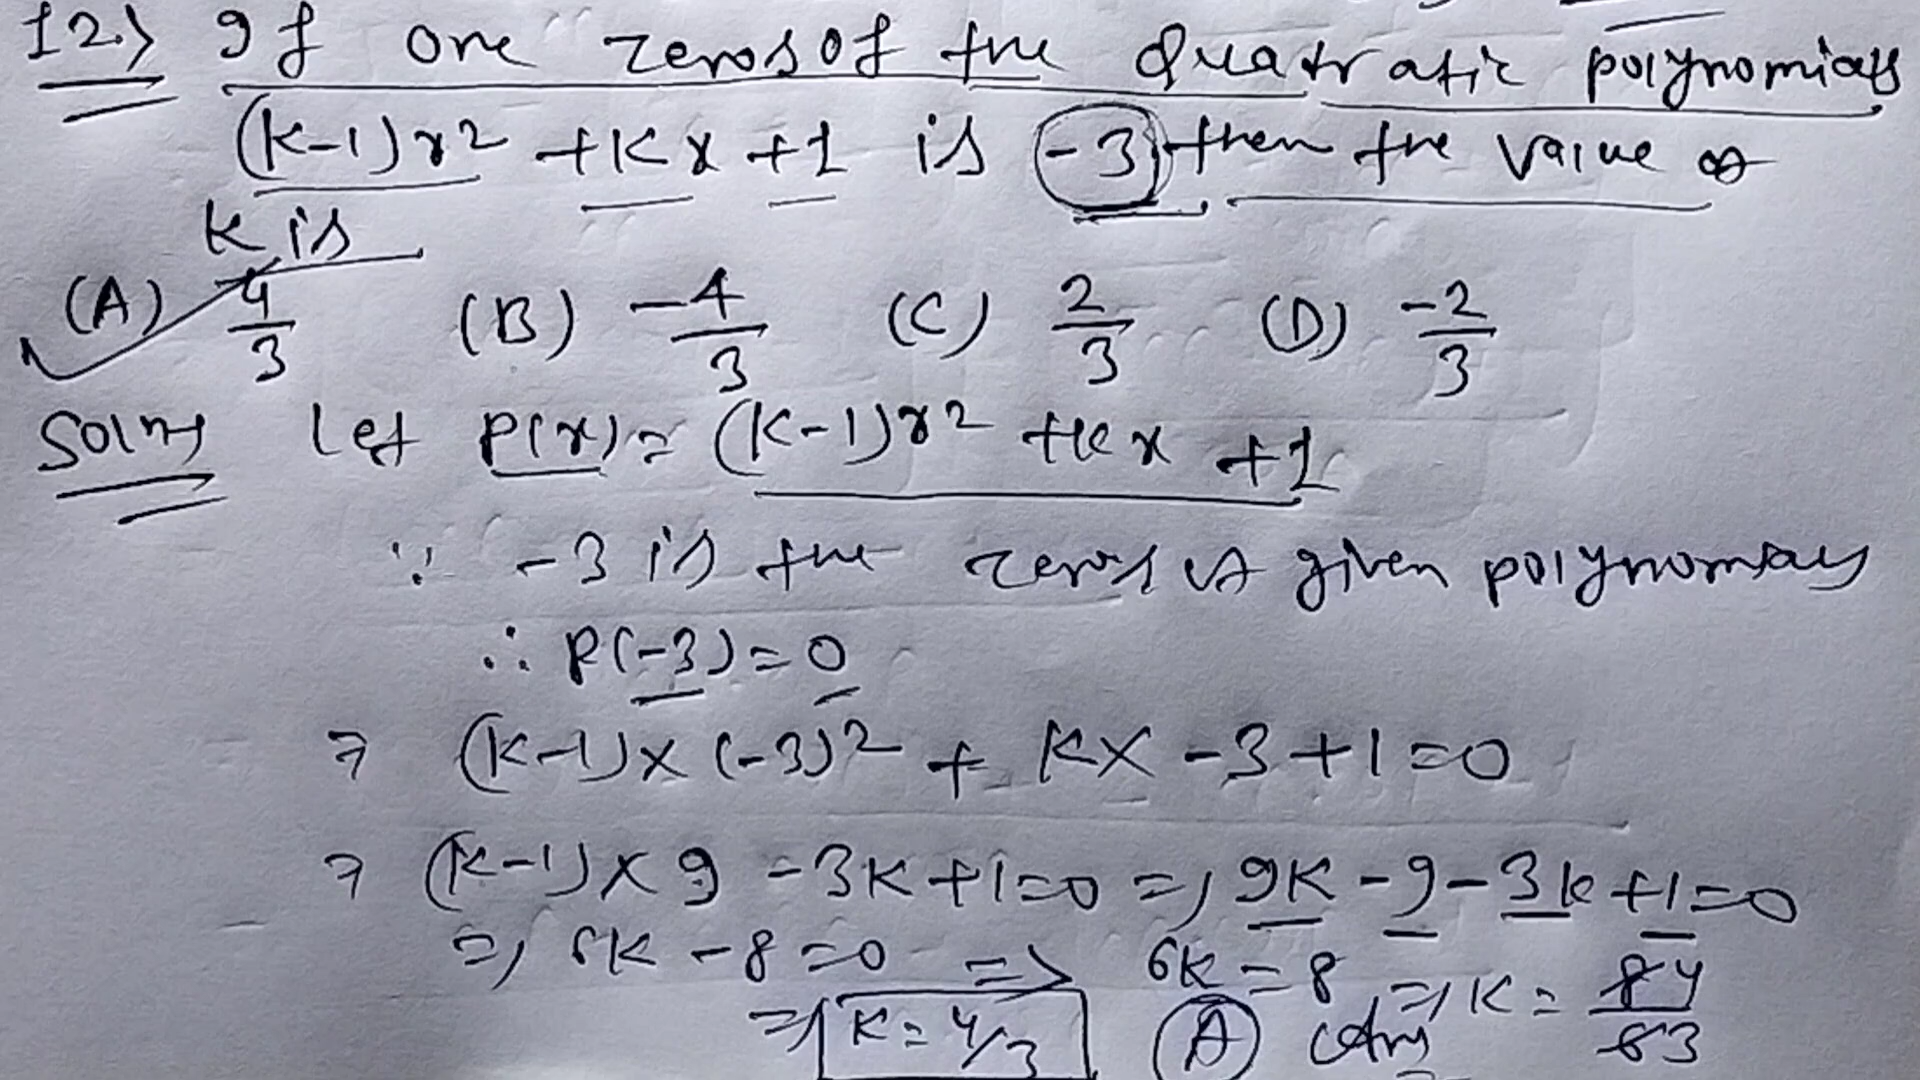 12.) If one zeros of the Quadratic polynomials
(K-1)x² +Kx +1 is -3, then the value of
K is
(A) 4/3 (B) -4/3 (C) 2/3 (D) -2/3
Soln, Let P(x) = (K-1)x² +Kx +1
∵ -3 is the zeros of given polynomials
∴ P(-3) = 0
⇒ (K-1)×(-3)² + K× -3 +1 = 0
⇒ (K-1)×9 -3K +1 = 0 ⇒ 9K -9 -3k +1 = 0
⇒ 6K -8 = 0 ⇒ 6K = 8 ⇒ K = 8 4/6 3
⇒ K = 4/3 (A) Ans